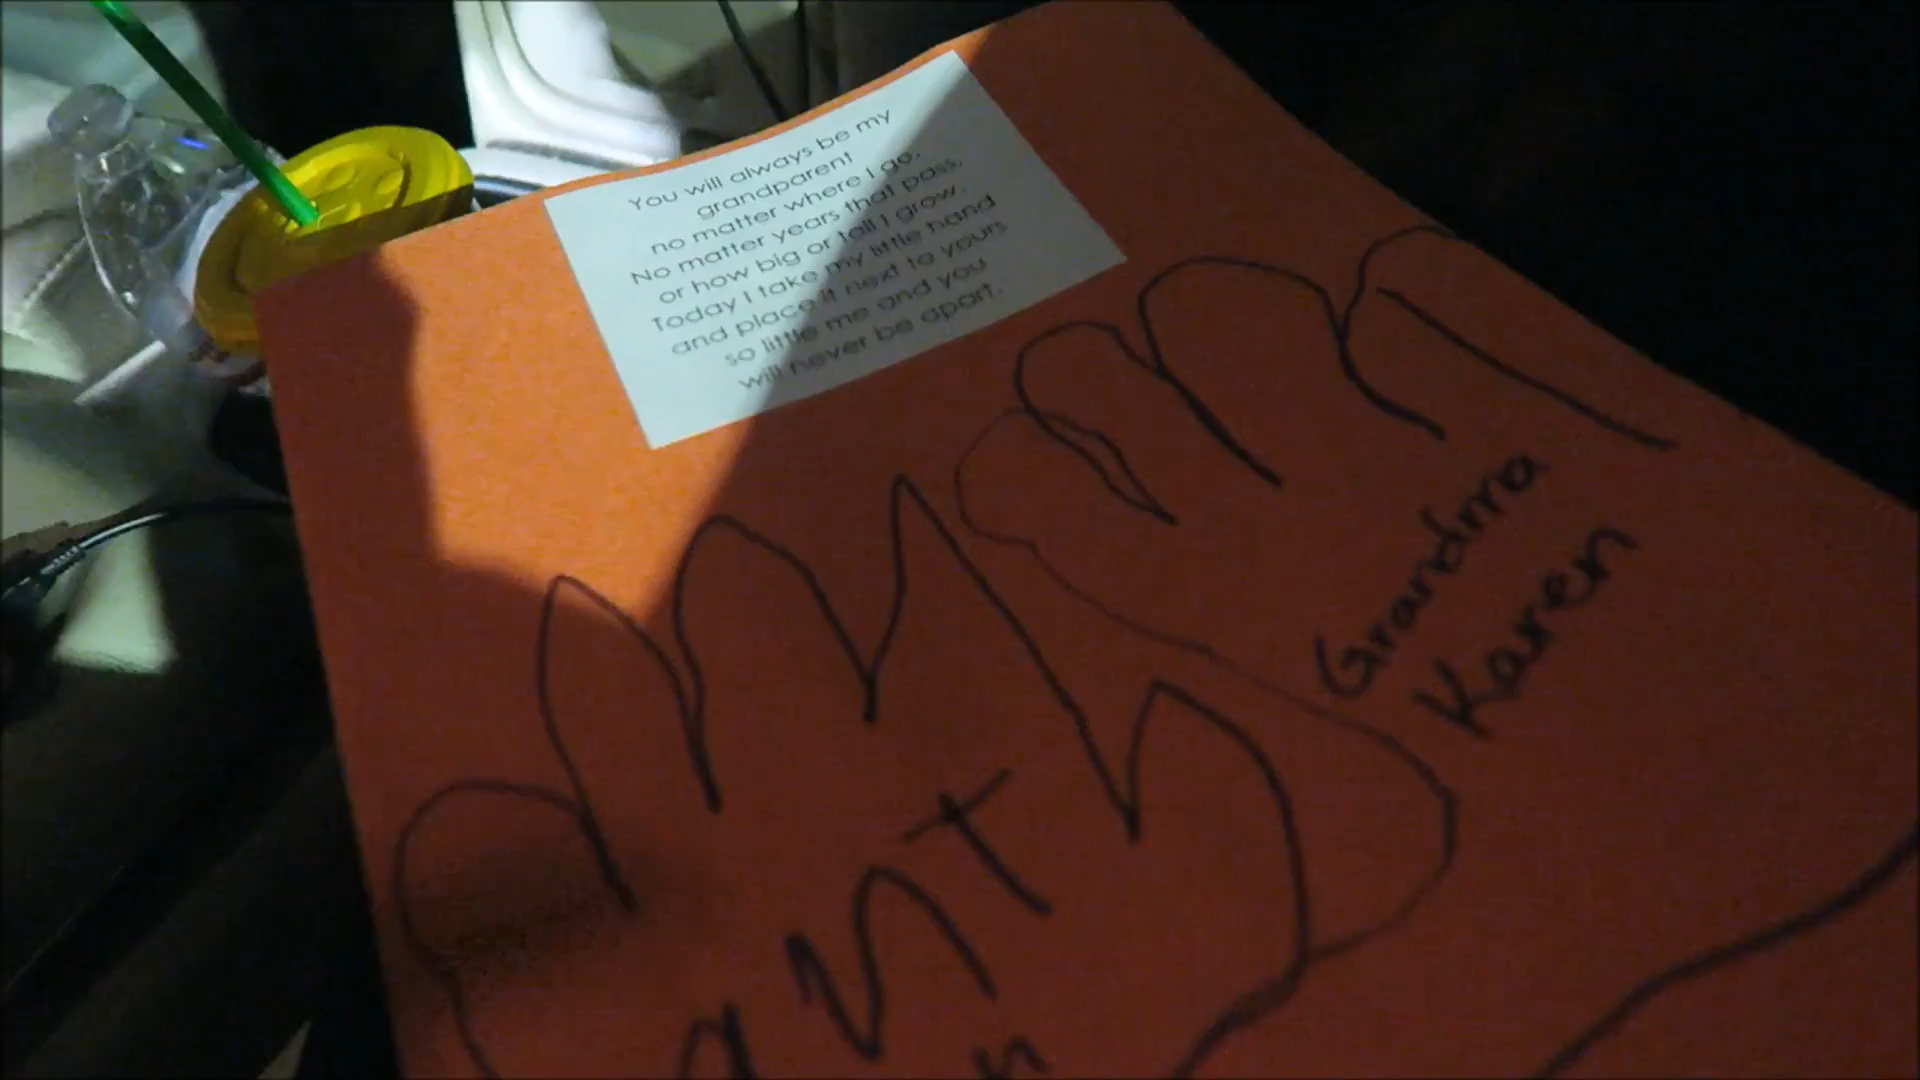 You will always be my
grandparent
no matter where I go.
No matter years that pass,
or how big or tall I grow.
Today I take my little hand
and place it next to yours
so little me and you
will never be apart.
Grandma
Karen